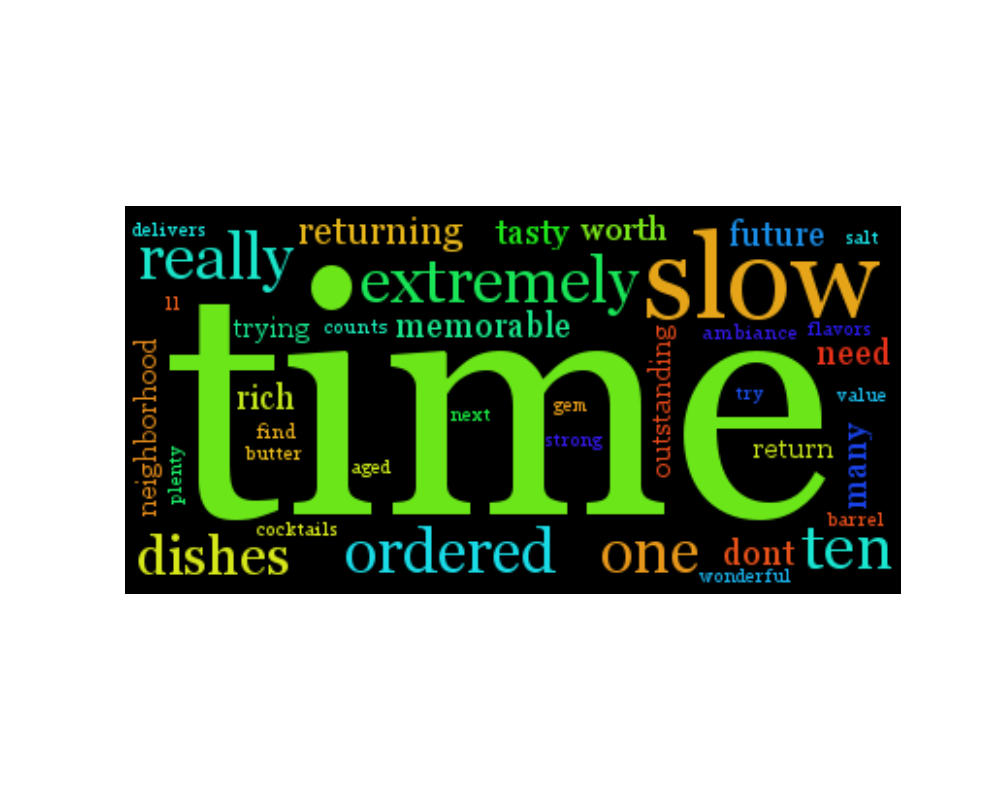 delivers
returning
tasty
worth
future
salt
really
extremely
slow
ll
trying
counts
memorable
ambiance
flavors
time
neighborhood
outstanding
need
rich
next
gem
try
value
find
butter
strong
return
many
plenty
aged
cocktails
barrel
dishes
ordered
one
dont
ten
wonderful